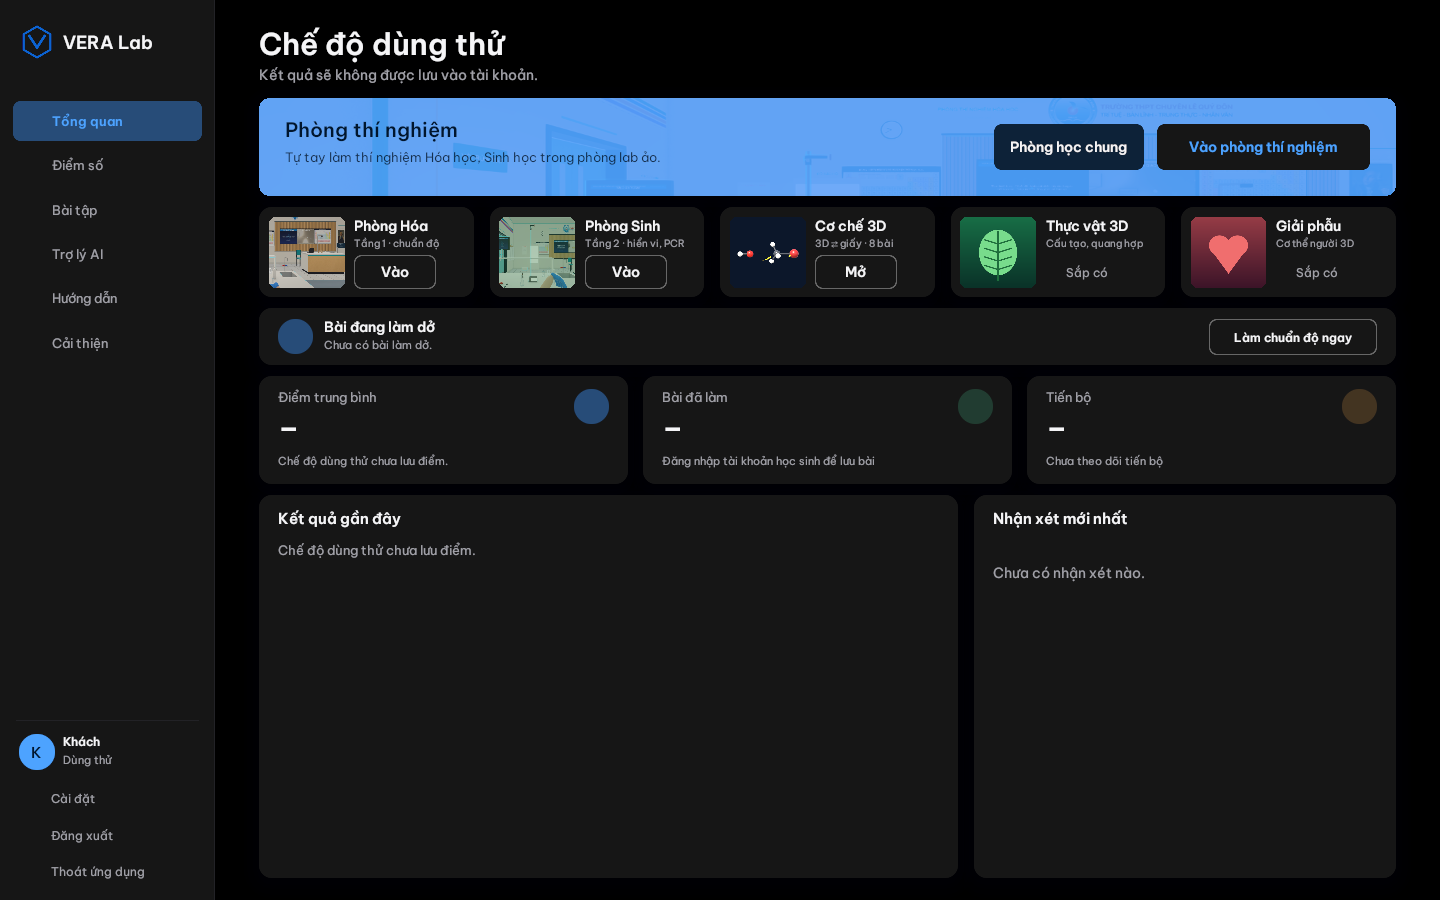 VERA Lab
Tổng quan
Điểm số
Bài tập
Trợ lý AI
Hướng dẫn
Cải thiện
K
Khách
Dùng thử
Cài đặt
Đăng xuất
Thoát ứng dụng
Chế độ dùng thử
Kết quả sẽ không được lưu vào tài khoản.
Phòng thí nghiệm
Tự tay làm thí nghiệm Hóa học, Sinh học trong phòng lab ảo.
Phòng học chung
Vào phòng thí nghiệm
Phòng Hóa
Tầng 1 · chuẩn độ
Vào
Phòng Sinh
Tầng 2 · hiển vi, PCR
Vào
Cơ chế 3D
3D ⇄ giấy · 8 bài
Mở
Thực vật 3D
Cấu tạo, quang hợp
Sắp có
Giải phẫu
Cơ thể người 3D
Sắp có
Bài đang làm dở
Chưa có bài làm dở.
Làm chuẩn độ ngay
Điểm trung bình
–
Chế độ dùng thử chưa lưu điểm.
Bài đã làm
–
Đăng nhập tài khoản học sinh để lưu bài
Tiến bộ
–
Chưa theo dõi tiến bộ
Kết quả gần đây
Chế độ dùng thử chưa lưu điểm.
Nhận xét mới nhất
Chưa có nhận xét nào.